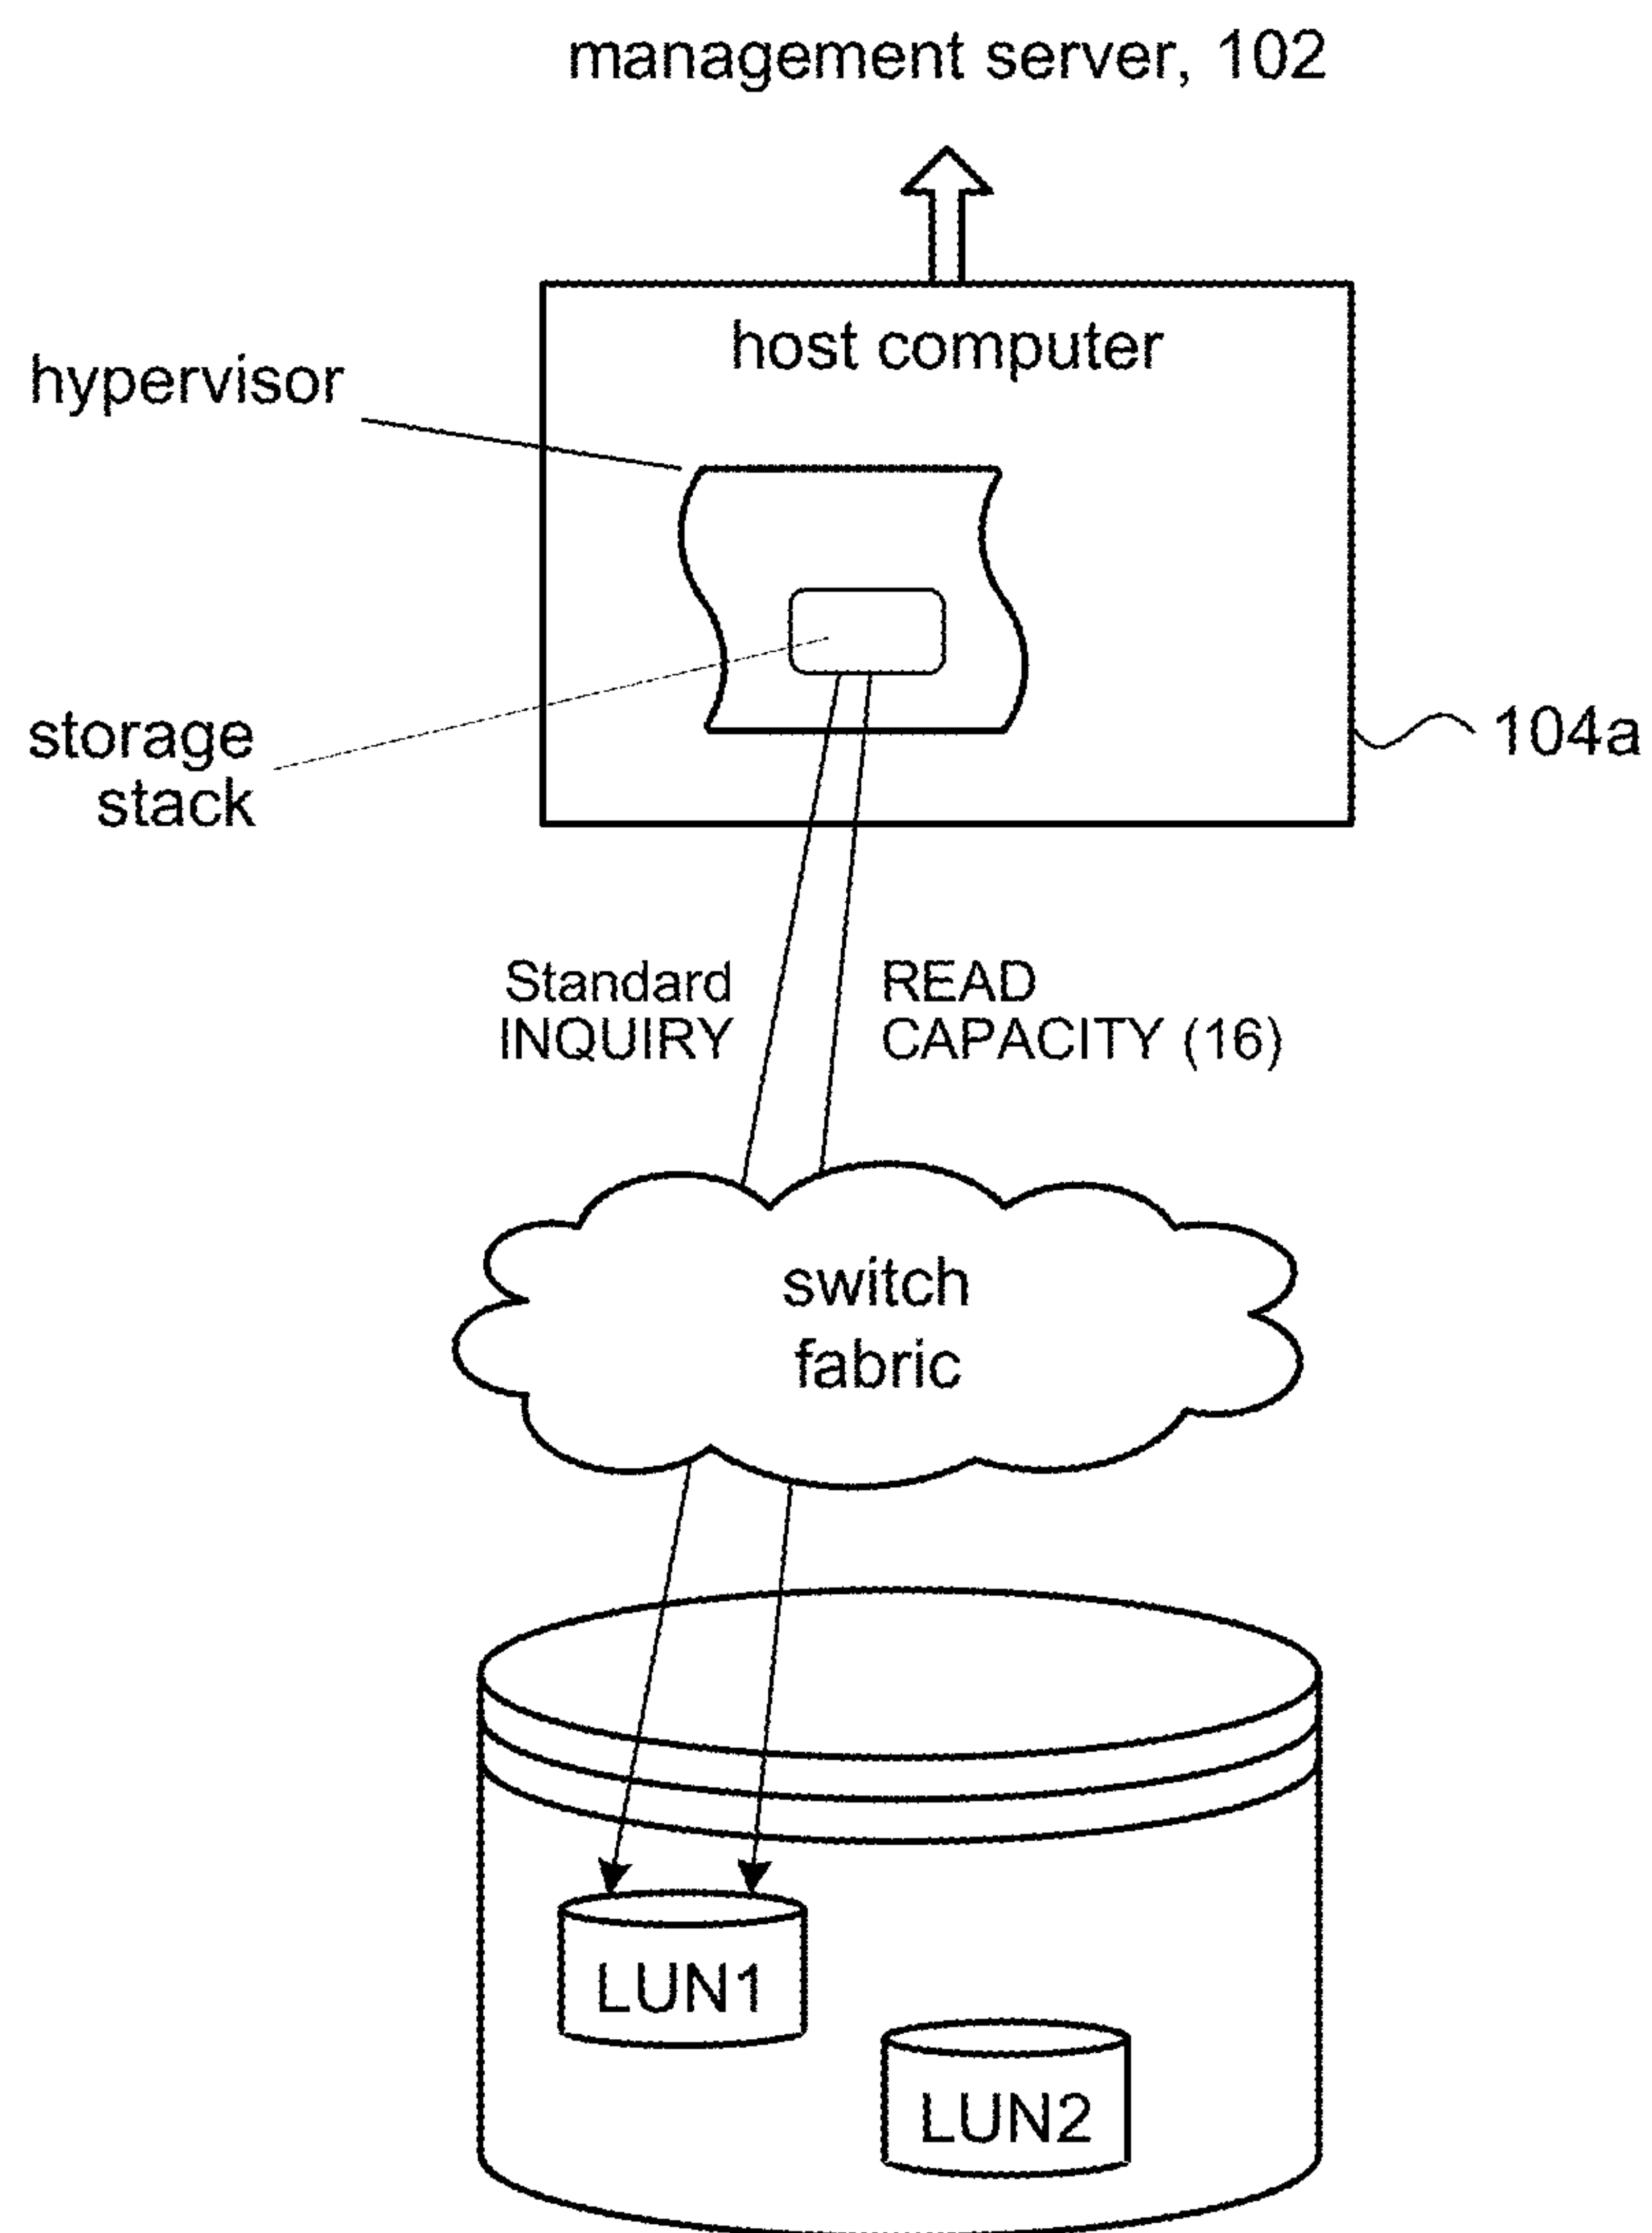 management server, 102
host computer
hypervisor
storage
stack
104a
Standard
INQUIRY
READ
CAPACITY (16)
switch
fabric
LUN1
LUN2